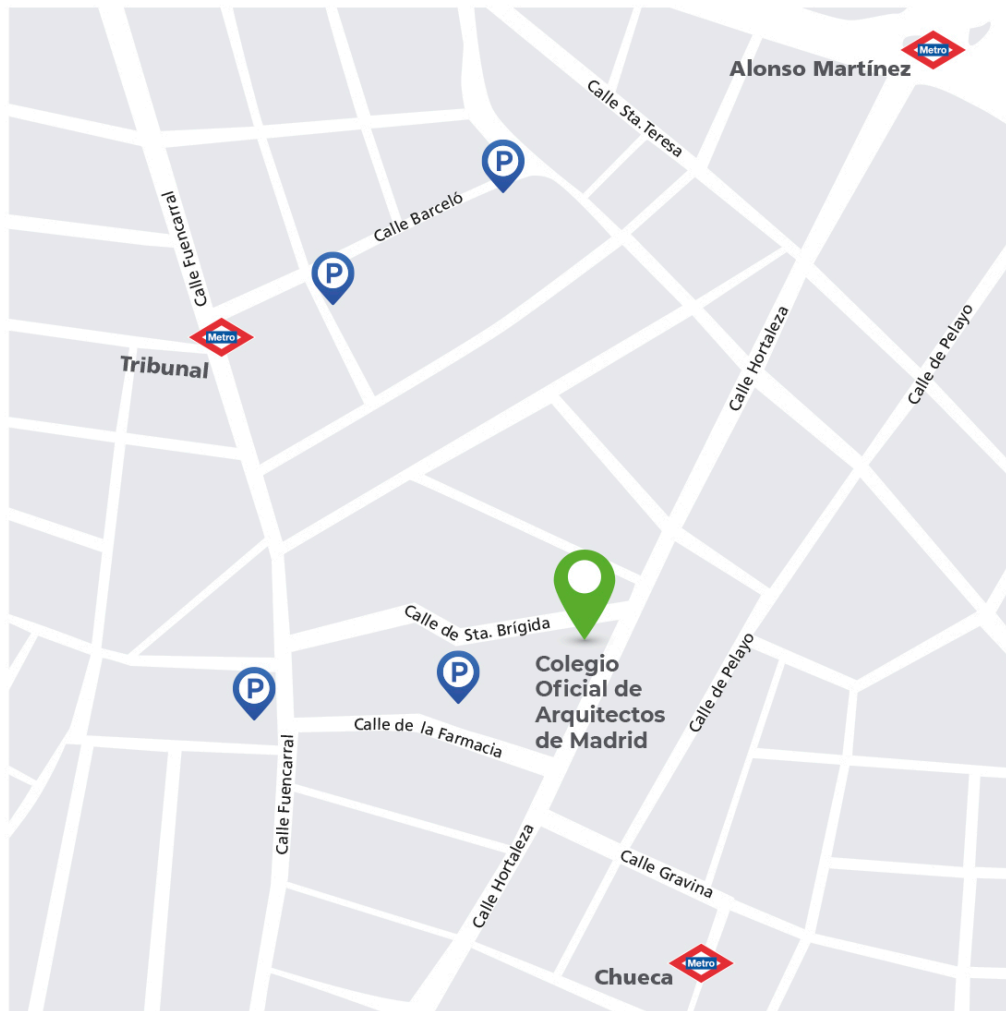 Metro
Alonso Martínez
Calle Sta. Teresa
P
Calle Barceló
Calle Fuencarral
P
Metro
Tribunal
Calle Hortaleza
Calle de Pelayo
Calle de Sta. Brígida
Colegio
Oficial de
Arquitectos
de Madrid
Calle de Pelayo
P
P
Calle de la Farmacia
Calle Fuencarral
Calle Hortaleza
Calle Gravina
Metro
Chueca